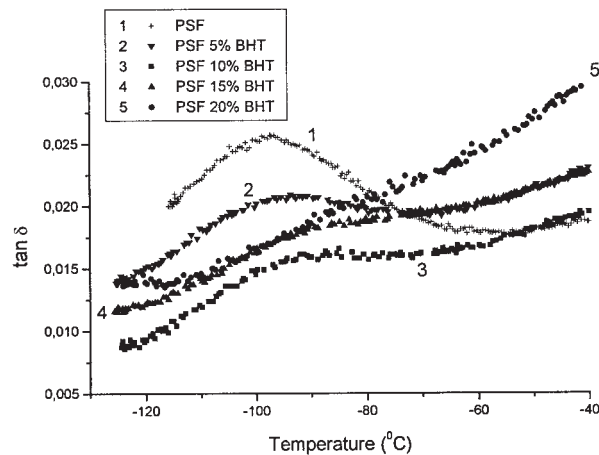 1 + PSF
2 ▼ PSF 5% BHT
3 ■ PSF 10% BHT
4 ▲ PSF 15% BHT
5 ● PSF 20% BHT
0,030
0,025
0,020
0,015
0,010
0,005
tan δ
1
2
3
4
5
-120
-100
-80
-60
-40
Temperature (⁰C)